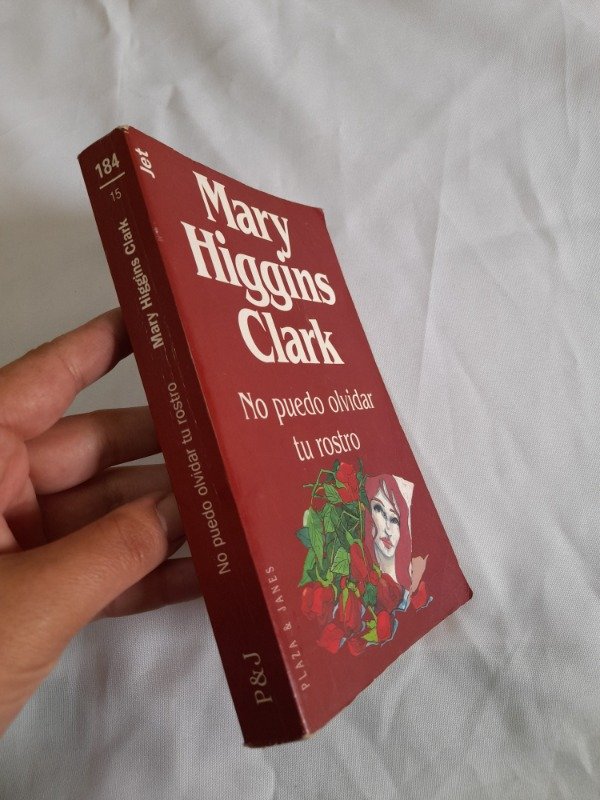 184
15
Jet
Mary Higgins Clark
No puedo olvidar tu rostro
P&J
Mary
Higgins
Clark
No puedo olvidar
tu rostro
PLAZA & JANES